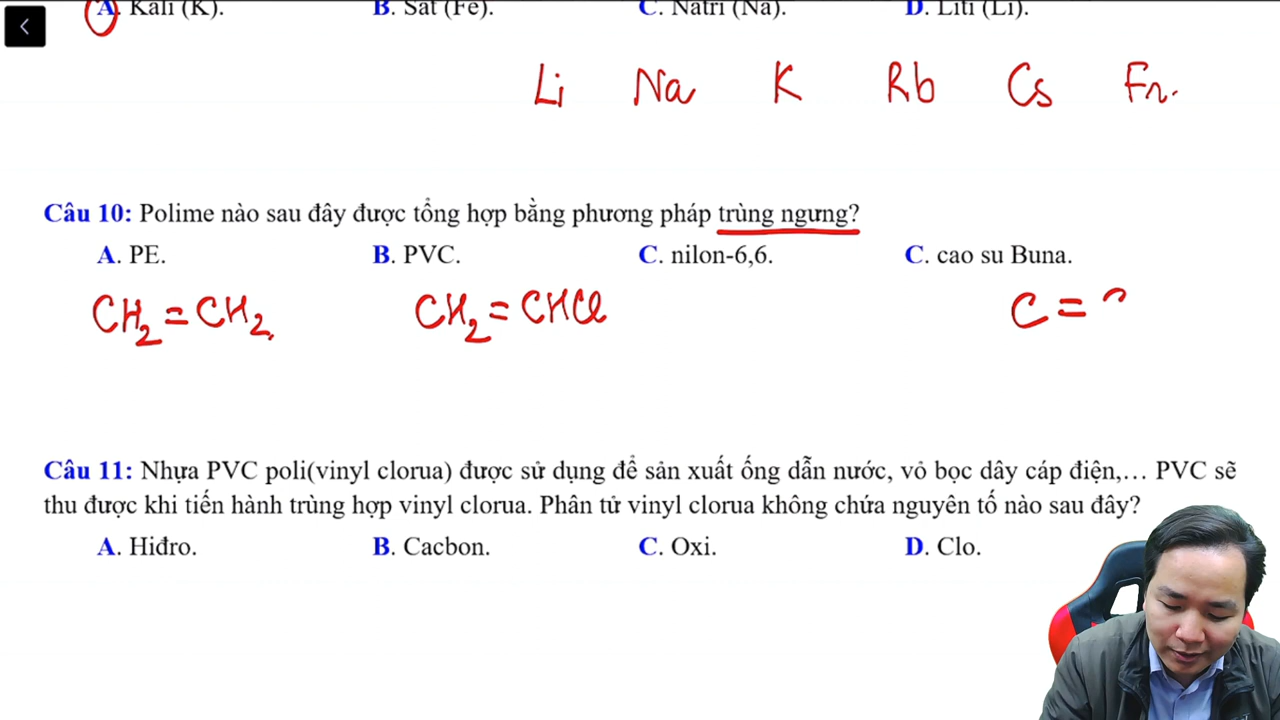 A. Kali (K). B. Sắt (Fe). C. Natri (Na). D. Liti (Li).
Li Na K Rb Cs Fr.
Câu 10: Polime nào sau đây được tổng hợp bằng phương pháp trùng ngưng?
A. PE. B. PVC. C. nilon-6,6. C. cao su Buna.
CH2=CH2. CH2=CHCl C=
Câu 11: Nhựa PVC poli(vinyl clorua) được sử dụng để sản xuất ống dẫn nước, vỏ bọc dây cáp điện,… PVC sẽ
thu được khi tiến hành trùng hợp vinyl clorua. Phân tử vinyl clorua không chứa nguyên tố nào sau đây?
A. Hiđro. B. Cacbon. C. Oxi. D. Clo.